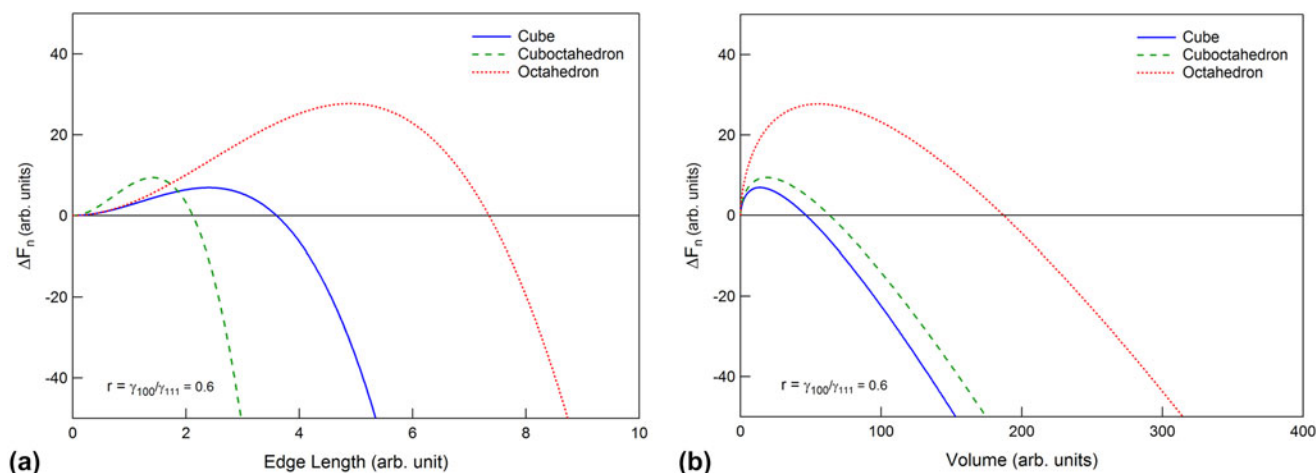 40
20
0
-20
-40
ΔFₙ (arb. units)
Cube
Cuboctahedron
Octahedron
r = γ₁₀₀/γ₁₁₁ = 0.6
0 2 4 6 8 10
Edge Length (arb. unit)
(a)
40
20
0
-20
-40
ΔFₙ (arb. units)
Cube
Cuboctahedron
Octahedron
r = γ₁₀₀/γ₁₁₁ = 0.6
0 100 200 300 400
Volume (arb. units)
(b)